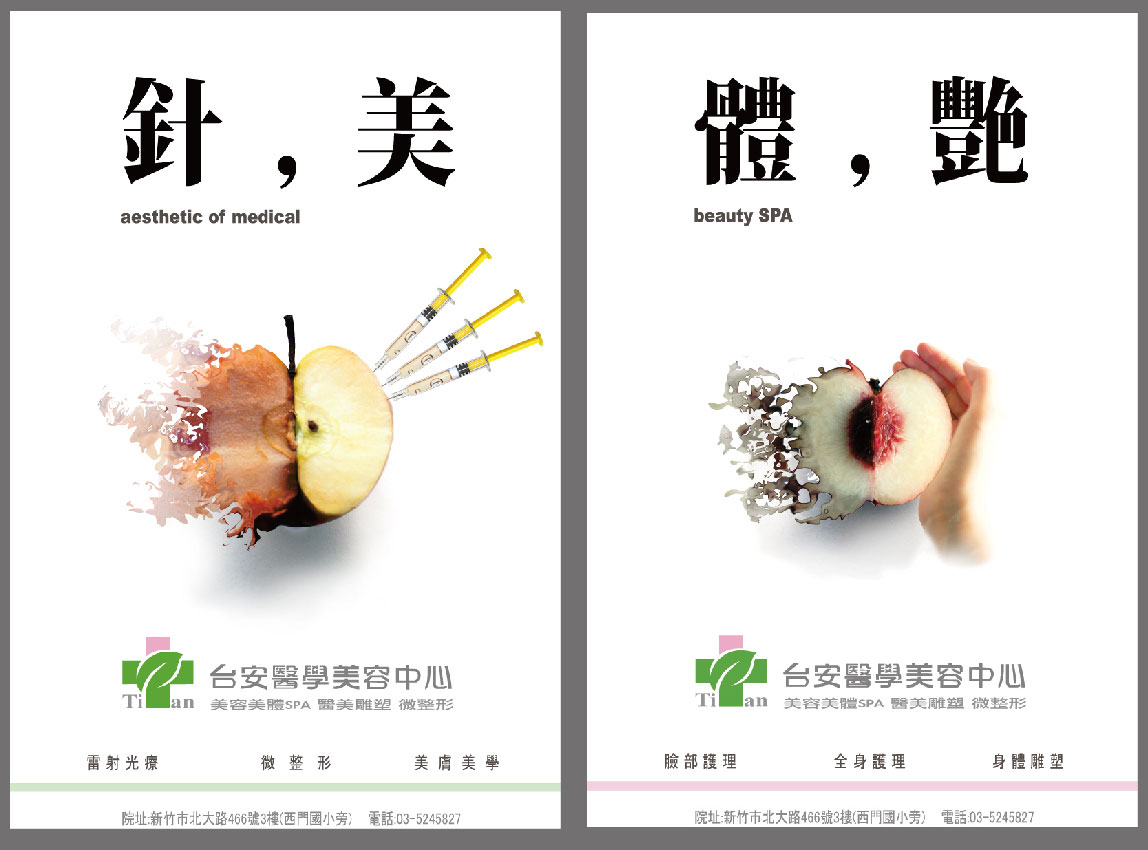 針，美
aesthetic of medical
Ti an
台安醫學美容中心
美容美體SPA 醫美雕塑 微整形
雷射光療 微整形 美膚美學
院址:新竹市北大路466號3樓(西門國小旁) 電話:03-5245827
體，艷
beauty SPA
Ti an
台安醫學美容中心
美容美體SPA 醫美雕塑 微整形
臉部護理 全身護理 身體雕塑
院址:新竹市北大路466號3樓(西門國小旁) 電話:03-5245827